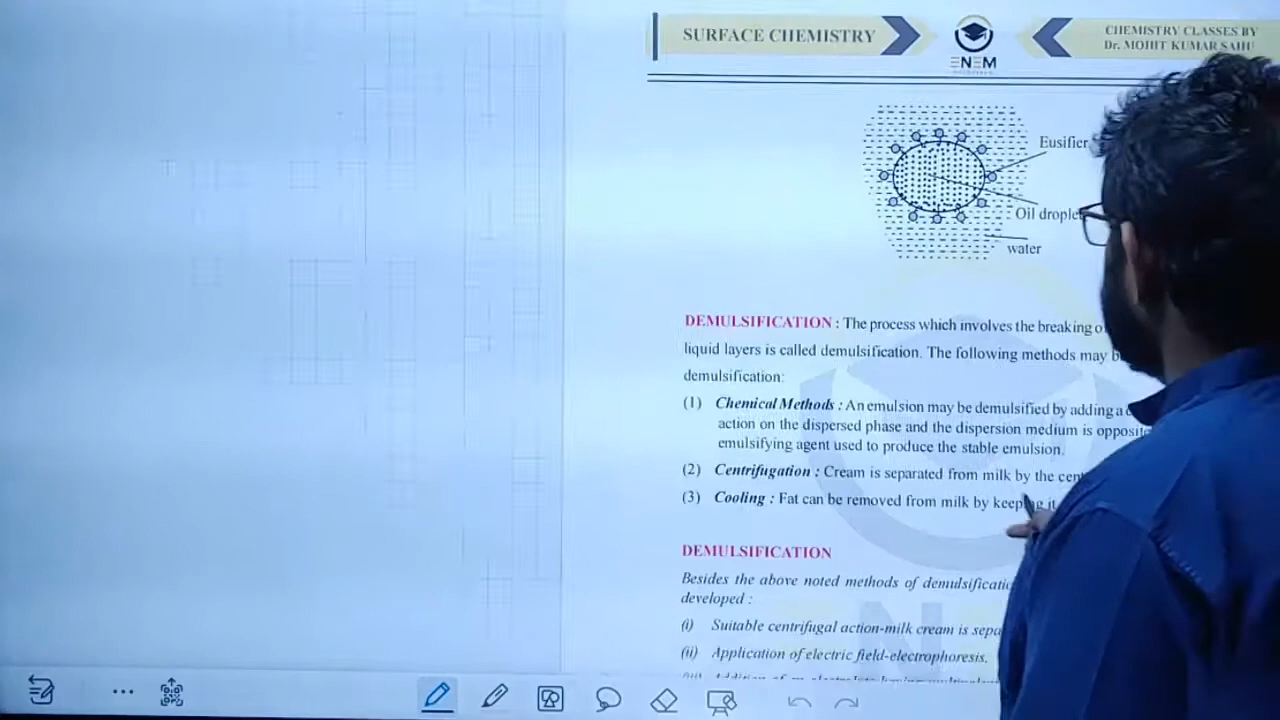 SURFACE CHEMISTRY
ENEM
CHEMISTRY CLASSES BY
Dr. MOHIT KUMAR SAHU
Eusifier
Oil droplet
water
DEMULSIFICATION : The process which involves the breaking
liquid layers is called demulsification. The following methods may
demulsification:
(1) Chemical Methods : An emulsion may be demulsified by adding a
action on the dispersed phase and the dispersion medium is opposite
emulsifying agent used to produce the stable emulsion.
(2) Centrifugation : Cream is separated from milk by the
(3) Cooling : Fat can be removed from milk by keeping it
DEMULSIFICATION
Besides the above noted methods of
developed :
(i) Suitable centrifugal action-milk cream is
(ii) Application of electric field-electrophoresis.